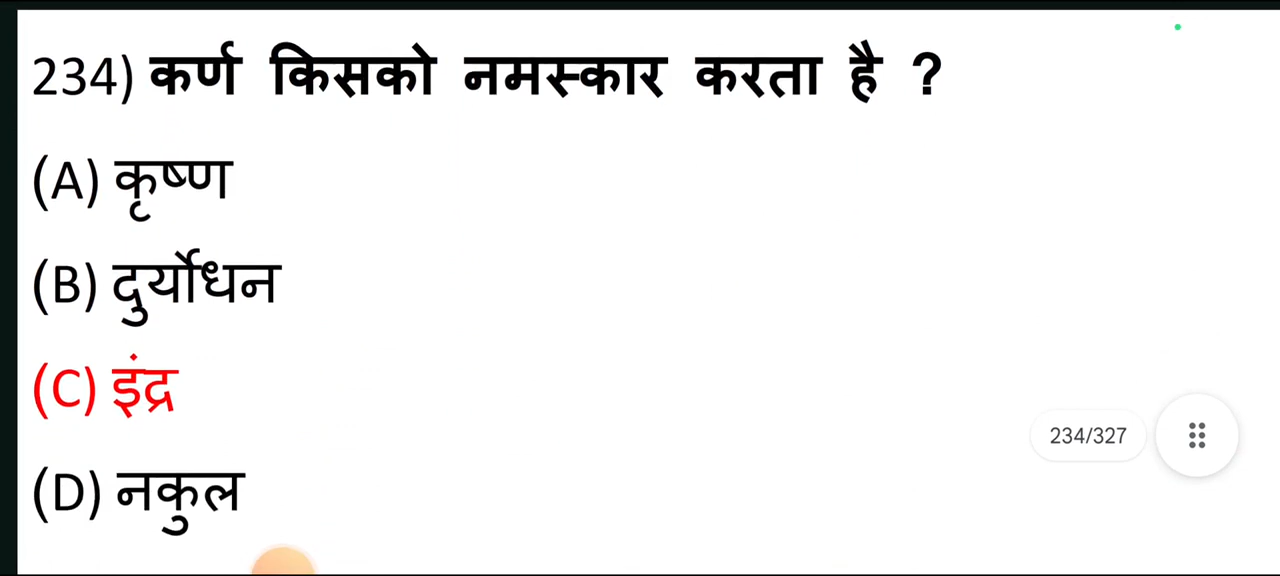 234) कर्ण किसको नमस्कार करता है ?
(A) कृष्ण
(B) दुर्योधन
(C) इंद्र
234/327
(D) नकुल